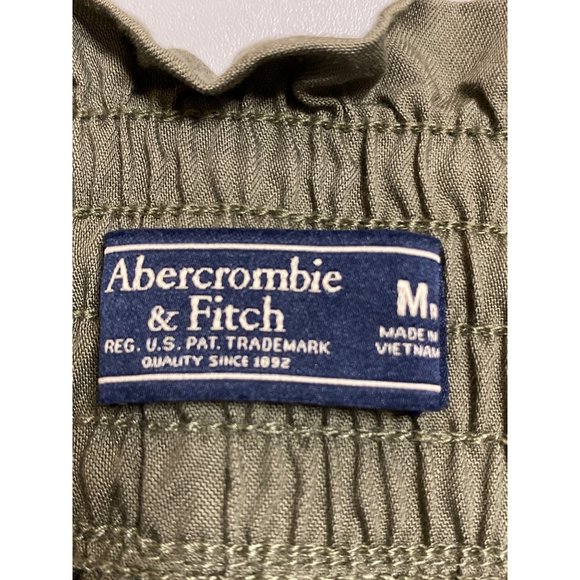 Abercrombie
& Fitch
REG. U.S. PAT. TRADEMARK
QUALITY SINCE 1892
M
MADE IN
VIETNAM